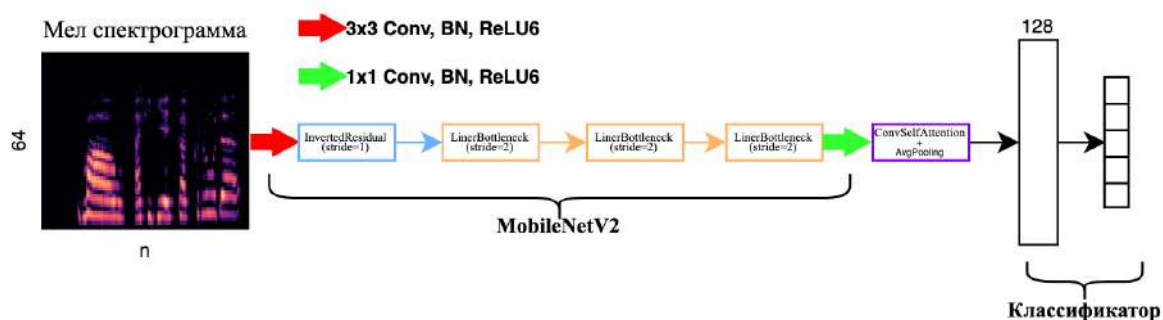 Мел спектрограмма
3x3 Conv, BN, ReLU6
1x1 Conv, BN, ReLU6
128
64
InvertedResidual
(stride=1)
LinerBottleneck
(stride=2)
LinerBottleneck
(stride=2)
LinerBottleneck
(stride=2)
ConvSelfAttention
+
AvgPooling
MobileNetV2
n
Классификатор